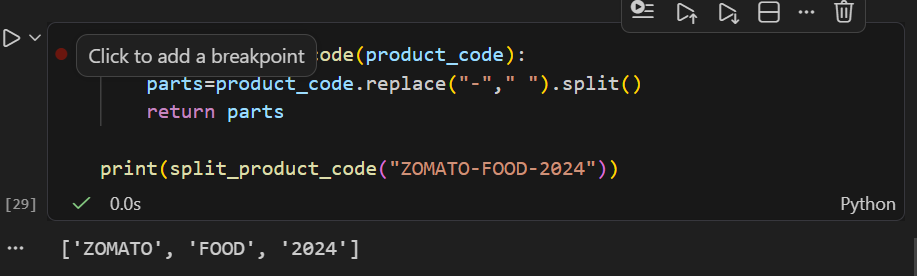 Click to add a breakpoint code(product_code):
parts=product_code.replace("-"," ").split()
return parts
print(split_product_code("ZOMATO-FOOD-2024"))
[29] 0.0s Python
['ZOMATO', 'FOOD', '2024']